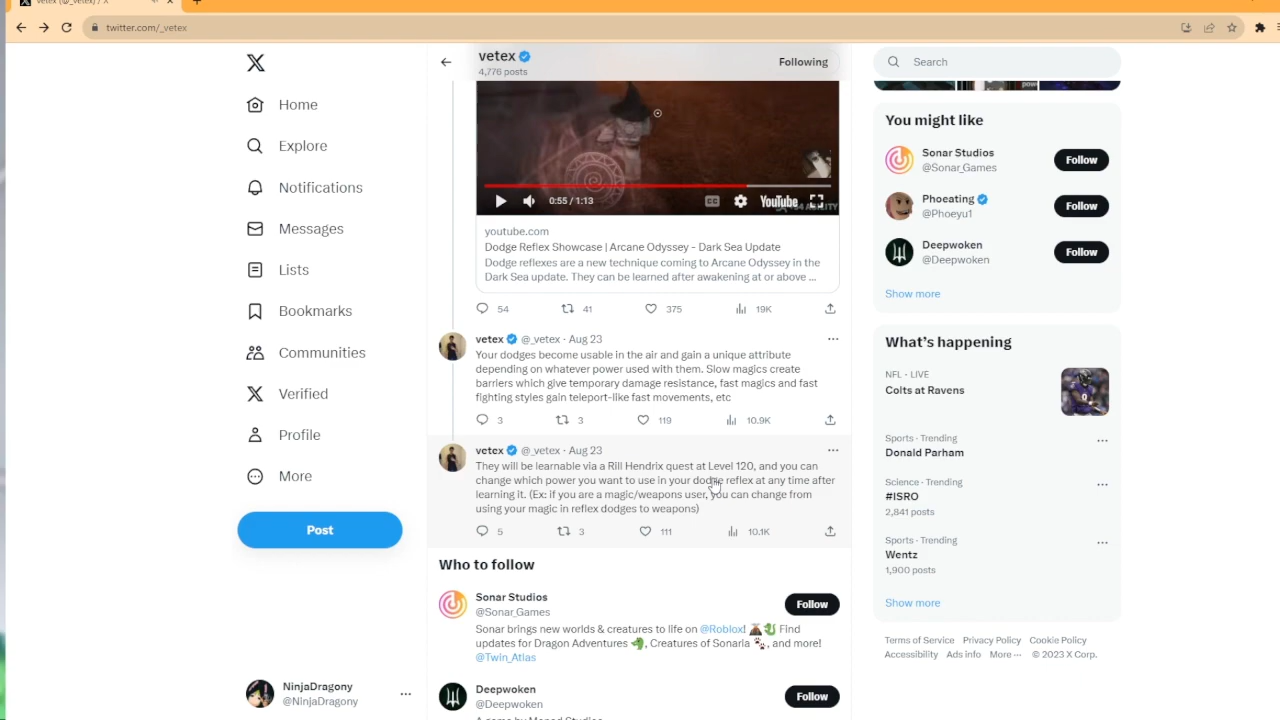 vetex (@_vetex) / X
twitter.com/_vetex
Home
Explore
Notifications
Messages
Lists
Bookmarks
Communities
Verified
Profile
More
Post
NinjaDragony
@NinjaDragony
vetex
4,776 posts
Following
0:55 / 1:13
CC
YouTube
ABILITY
youtube.com
Dodge Reflex Showcase | Arcane Odyssey - Dark Sea Update
Dodge reflexes are a new technique coming to Arcane Odyssey in the
Dark Sea update. They can be learned after awakening at or above ...
54 41 375 19K
vetex @_vetex · Aug 23
Your dodges become usable in the air and gain a unique attribute
depending on whatever power used with them. Slow magics create
barriers which give temporary damage resistance, fast magics and fast
fighting styles gain teleport-like fast movements, etc
3 3 119 10.9K
vetex @_vetex · Aug 23
They will be learnable via a Rill Hendrix quest at Level 120, and you can
change which power you want to use in your dodge reflex at any time after
learning it. (Ex: if you are a magic/weapons user, you can change from
using your magic in reflex dodges to weapons)
5 3 111 10.1K
Who to follow
Sonar Studios
@Sonar_Games
Follow
Sonar brings new worlds & creatures to life on @Roblox! 🌋🐉 Find
updates for Dragon Adventures 🐲, Creatures of Sonaria 🐾, and more!
@Twin_Atlas
Deepwoken
@Deepwoken
Follow
Search
You might like
Sonar Studios
@Sonar_Games
Follow
Phoeating
@Phoeyu1
Follow
Deepwoken
@Deepwoken
Follow
Show more
What's happening
NFL · LIVE
Colts at Ravens
Sports · Trending
Donald Parham
Science · Trending
#ISRO
2,841 posts
Sports · Trending
Wentz
1,900 posts
Show more
Terms of Service Privacy Policy Cookie Policy
Accessibility Ads info More ··· © 2023 X Corp.